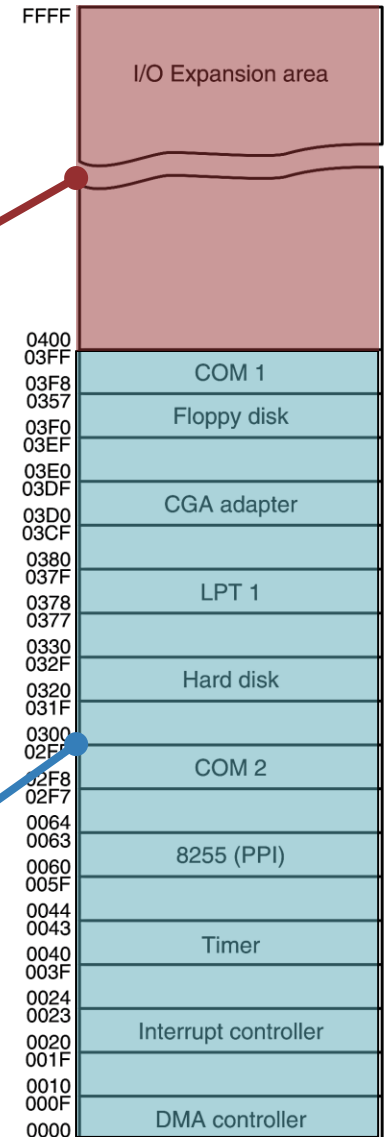 FFFF
I/O Expansion area
0400
03FF
COM 1
03F8
0357
Floppy disk
03F0
03EF
03E0
03DF
CGA adapter
03D0
03CF
0380
037F
LPT 1
0378
0377
0330
032F
Hard disk
0320
031F
0300
COM 2
02F8
02F7
0064
0063
8255 (PPI)
0060
005F
0044
0043
Timer
0040
003F
0024
0023
Interrupt controller
0020
001F
0010
000F
DMA controller
0000